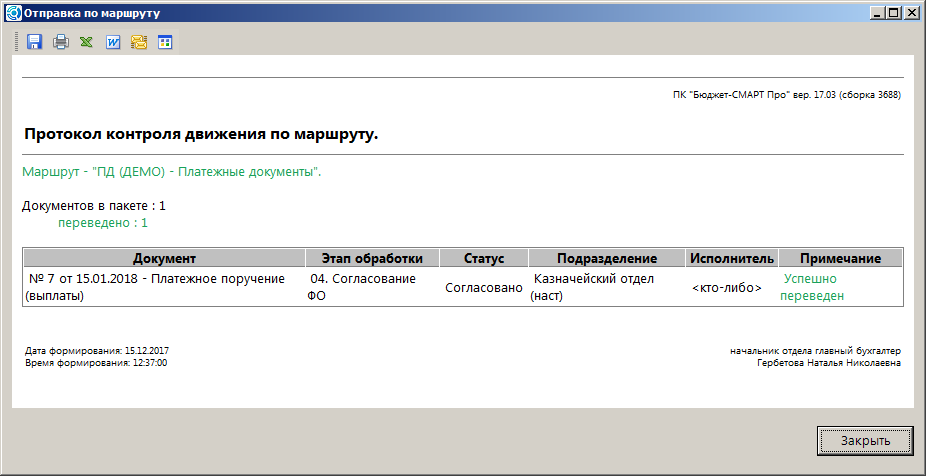 Отправка по маршруту
ПК "Бюджет-СМАРТ Про" вер. 17.03 (сборка 3688)
Протокол контроля движения по маршруту.
Маршрут - "ПД (ДЕМО) - Платежные документы".
Документов в пакете : 1
переведено : 1
Документ Этап обработки Статус Подразделение Исполнитель Примечание
№ 7 от 15.01.2018 - Платежное поручение 04. Согласование Казначейский отдел Успешно
(выплаты) ФО Согласовано (наст) <кто-либо> переведен
Дата формирования: 15.12.2017 начальник отдела главный бухгалтер
Время формирования: 12:37:00 Гербетова Наталья Николаевна
Закрыть